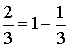 2/3 = 1 − 1/3